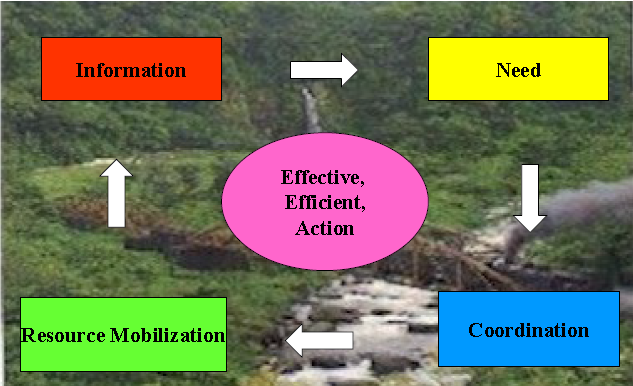 Information
Need
Effective,
Efficient,
Action
Resource Mobilization
Coordination